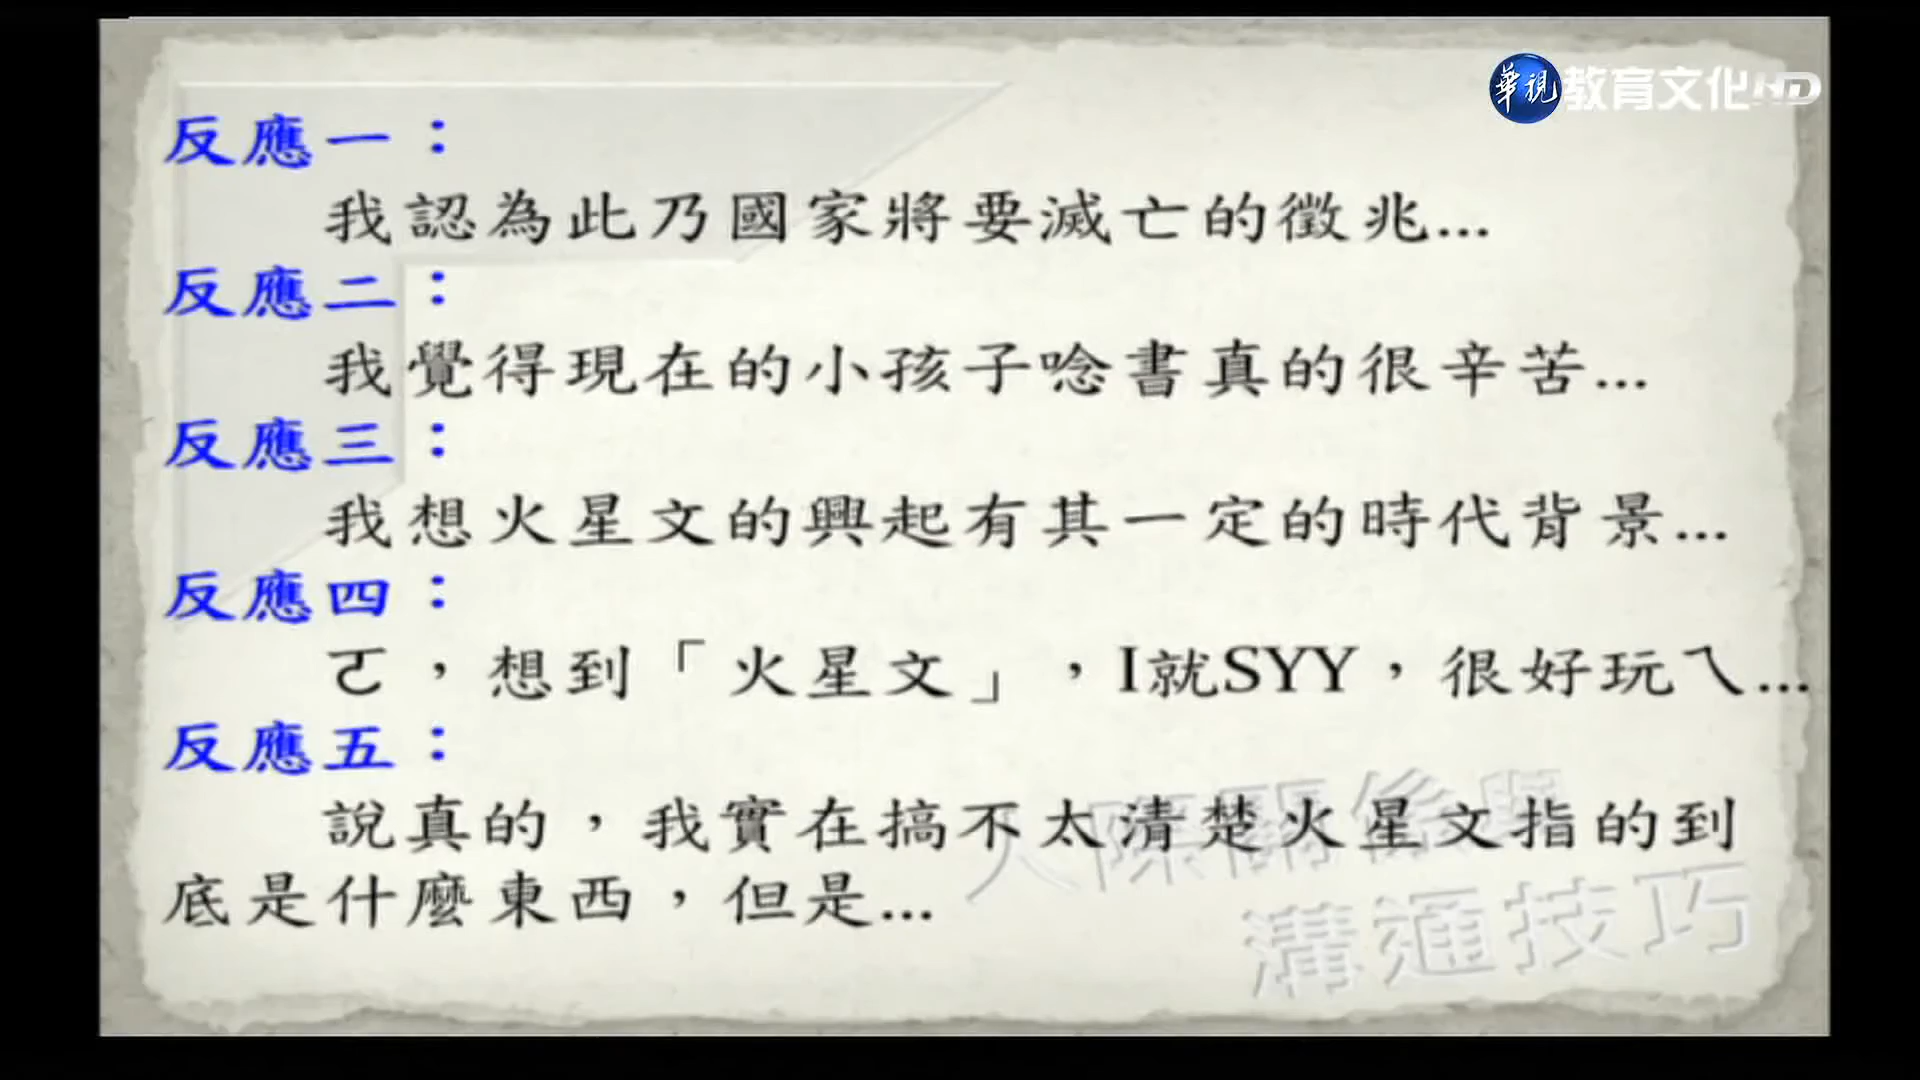 華視教育文化HD
反應一：
我認為此乃國家將要滅亡的徵兆...
反應二：
我覺得現在的小孩子唸書真的很辛苦...
反應三：
我想火星文的興起有其一定的時代背景...
反應四：
ㄛ，想到「火星文」，I就SYY，很好玩ㄟ...
反應五：
說真的，我實在搞不太清楚火星文指的到
底是什麼東西，但是...
人際關係與
溝通技巧